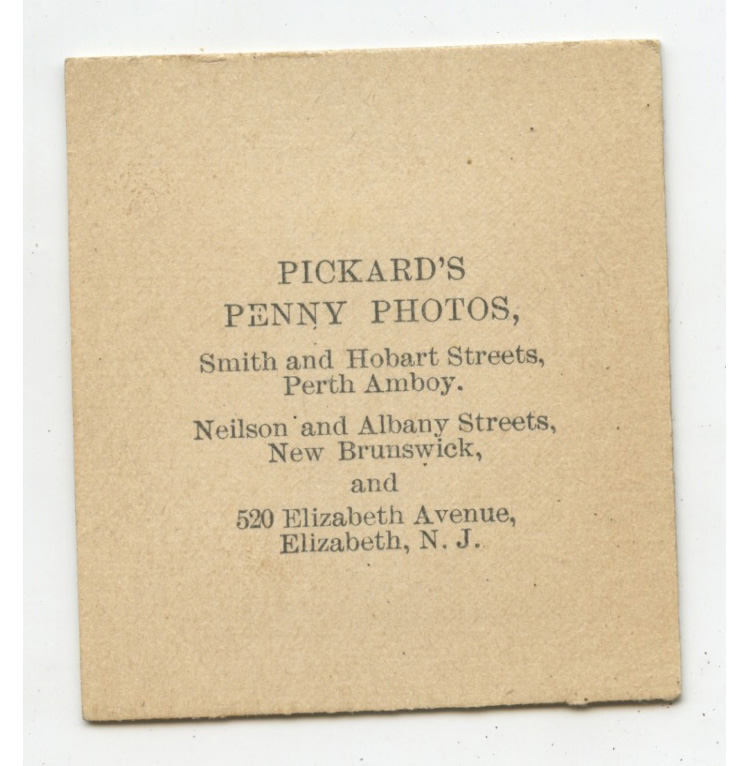 PICKARD'S
PENNY PHOTOS,
Smith and Hobart Streets,
Perth Amboy.
Neilson and Albany Streets,
New Brunswick,
and
520 Elizabeth Avenue,
Elizabeth, N. J.